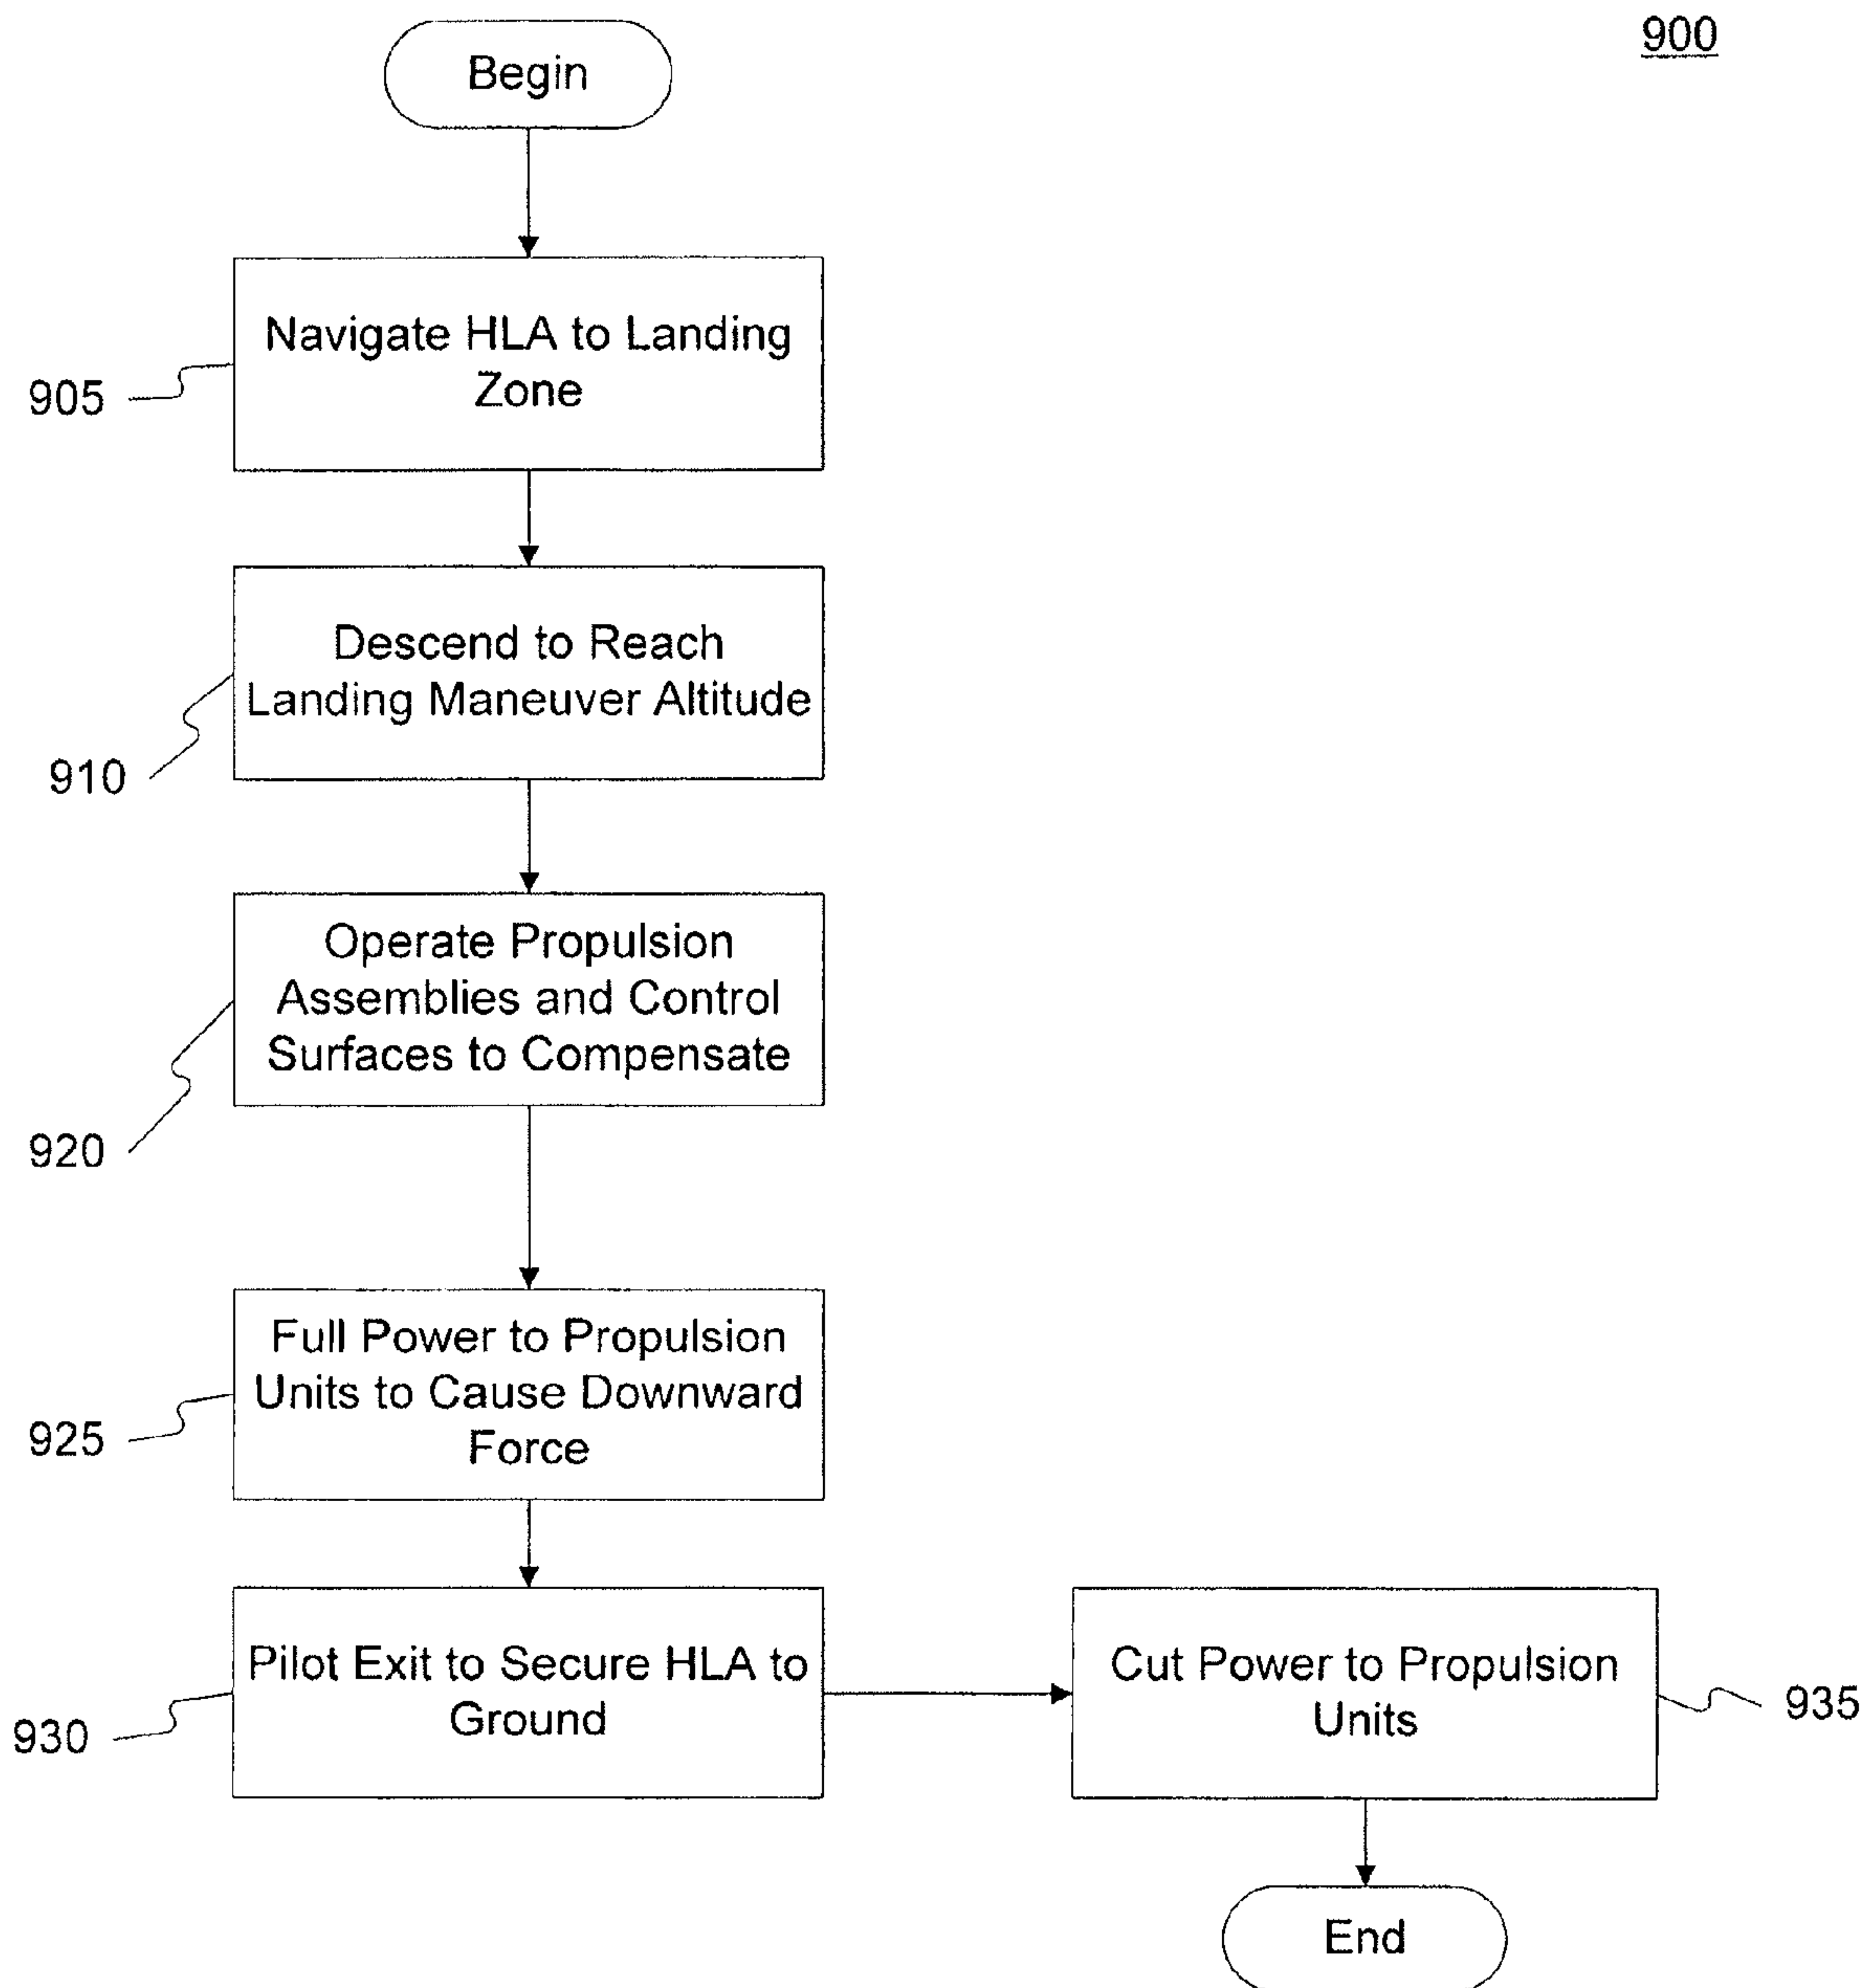 900
Begin
Navigate HLA to Landing
Zone
905
Descend to Reach
Landing Maneuver Altitude
910
Operate Propulsion
Assemblies and Control
Surfaces to Compensate
920
Full Power to Propulsion
Units to Cause Downward
Force
925
Pilot Exit to Secure HLA to
Ground
930
Cut Power to Propulsion
Units
935
End